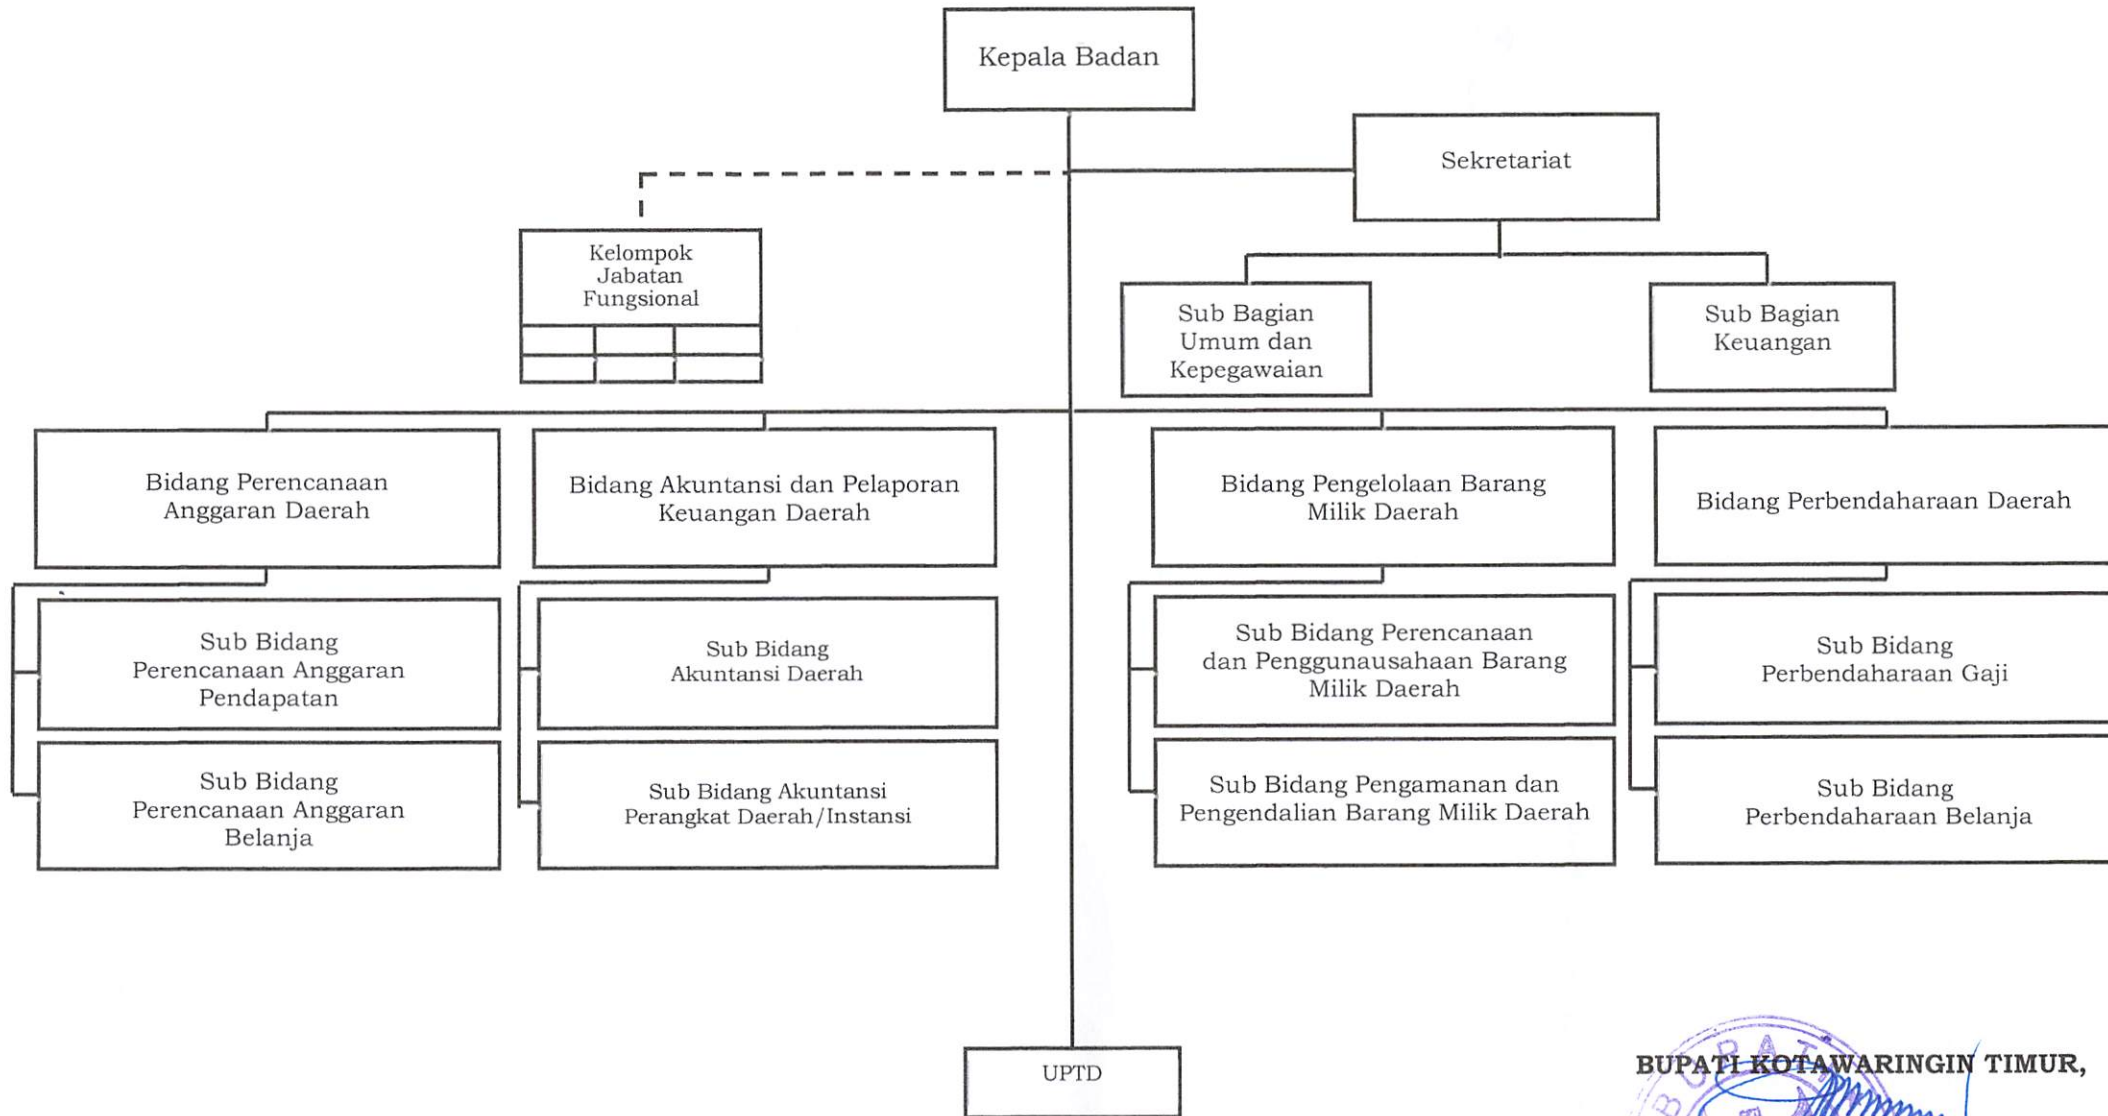 Kepala Badan
Sekretariat
Kelompok
Jabatan
Fungsional
Sub Bagian
Umum dan
Kepegawaian
Sub Bagian
Keuangan
Bidang Perencanaan
Anggaran Daerah
Bidang Akuntansi dan Pelaporan
Keuangan Daerah
Bidang Pengelolaan Barang
Milik Daerah
Bidang Perbendaharaan Daerah
Sub Bidang
Perencanaan Anggaran
Pendapatan
Sub Bidang
Akuntansi Daerah
Sub Bidang Perencanaan
dan Penggunausahaan Barang
Milik Daerah
Sub Bidang
Perbendaharaan Gaji
Sub Bidang
Perencanaan Anggaran
Belanja
Sub Bidang Akuntansi
Perangkat Daerah/Instansi
Sub Bidang Pengamanan dan
Pengendalian Barang Milik Daerah
Sub Bidang
Perbendaharaan Belanja
UPTD
BUPATI KOTAWARINGIN TIMUR,
BUPATI